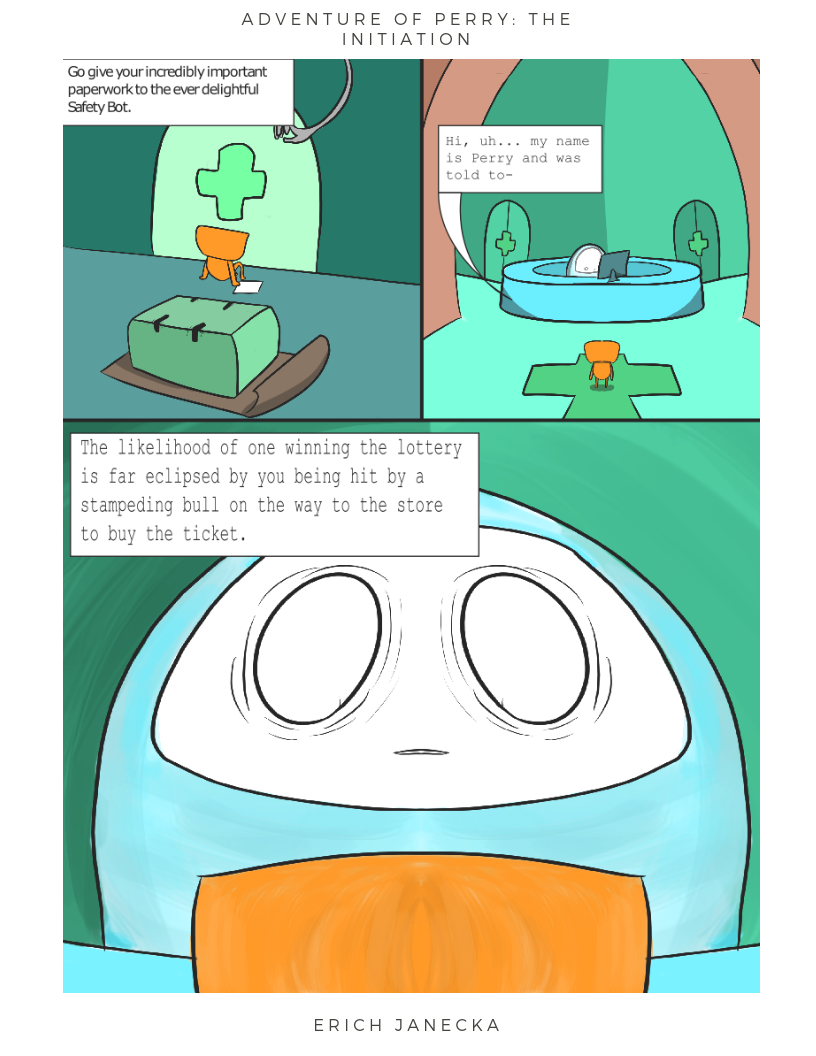 ADVENTURE OF PERRY: THE
INITIATION
Go give your incredibly important
paperwork to the ever delightful
Safety Bot.
Hi, uh... my name
is Perry and was
told to-
The likelihood of one winning the lottery
is far eclipsed by you being hit by a
stampeding bull on the way to the store
to buy the ticket.
ERICH JANECKA